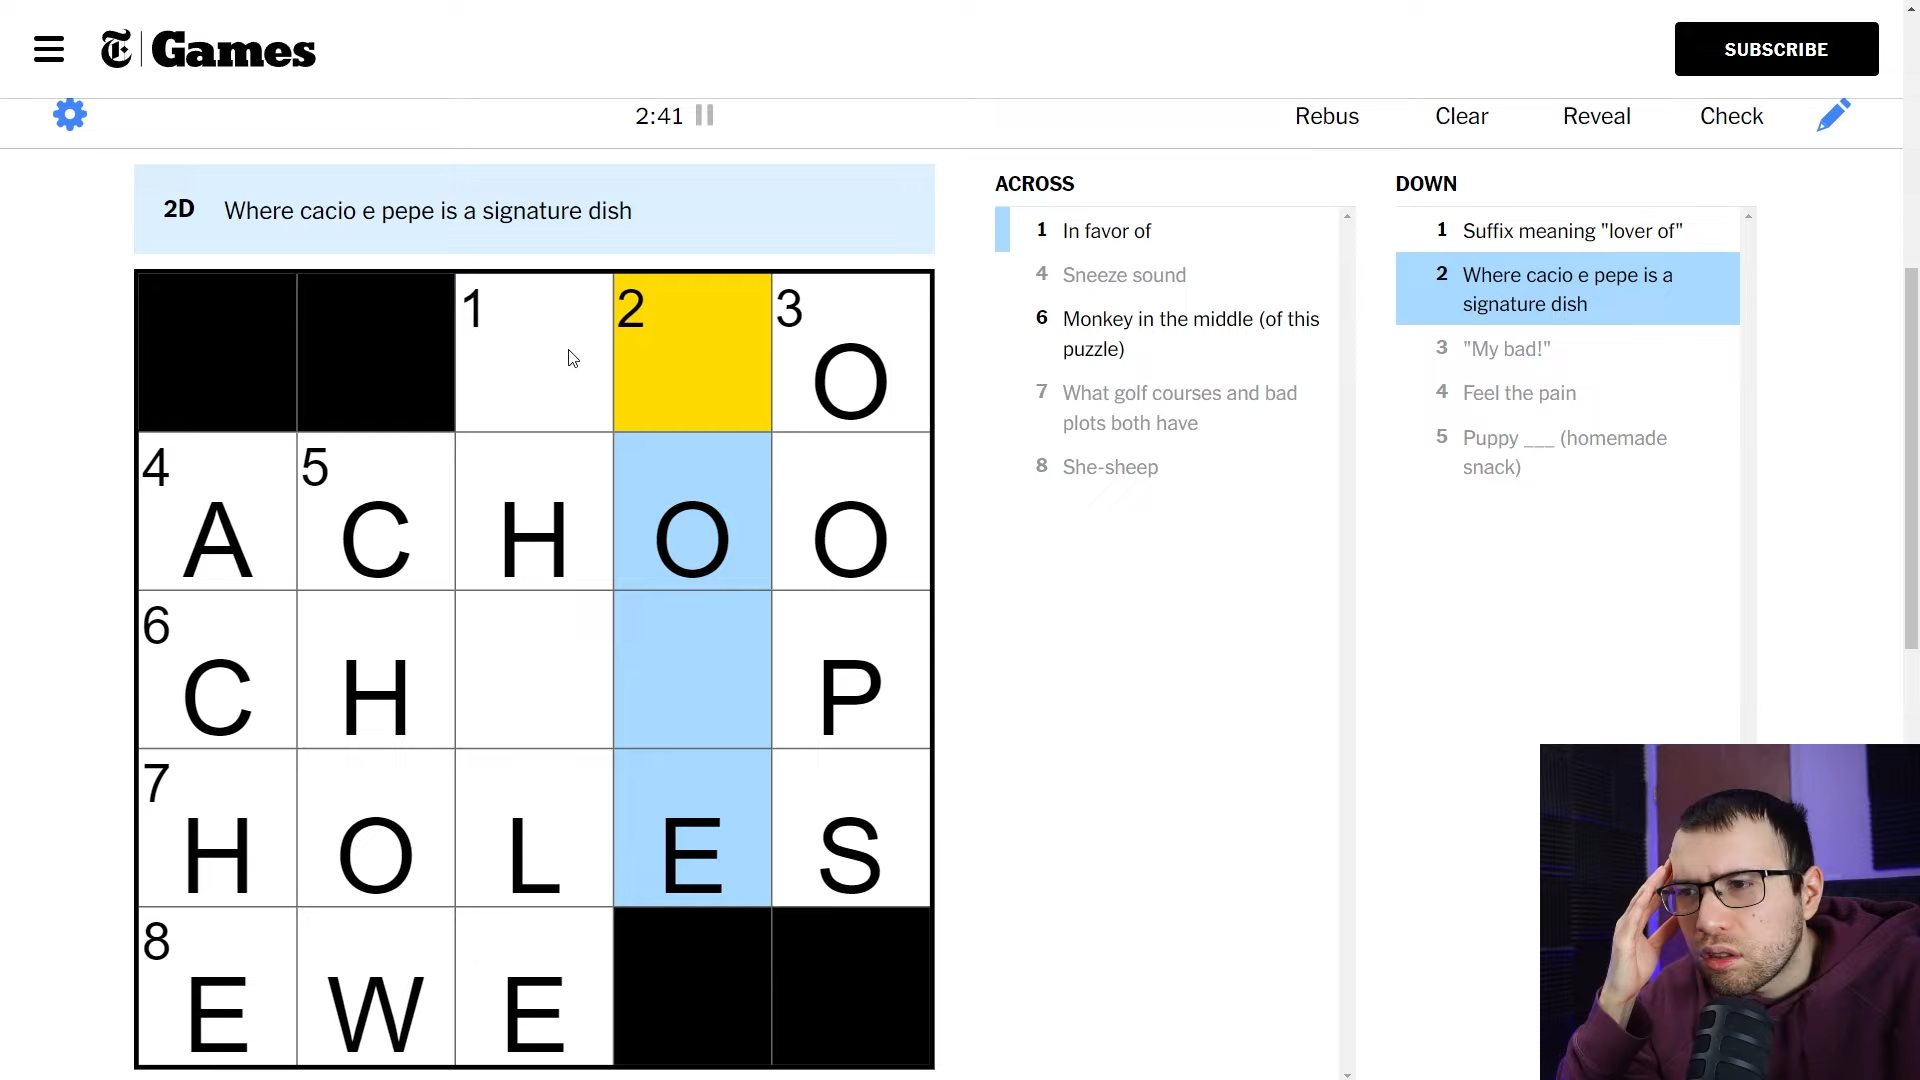 Games
SUBSCRIBE
2:41
Rebus
Clear
Reveal
Check
2D Where cacio e pepe is a signature dish
1 2 3 O
4 A 5 C H O O
6 C H P
7 H O L E S
8 E W E
ACROSS
1 In favor of
4 Sneeze sound
6 Monkey in the middle (of this
puzzle)
7 What golf courses and bad
plots both have
8 She-sheep
DOWN
1 Suffix meaning "lover of"
2 Where cacio e pepe is a
signature dish
3 "My bad!"
4 Feel the pain
5 Puppy ___ (homemade
snack)